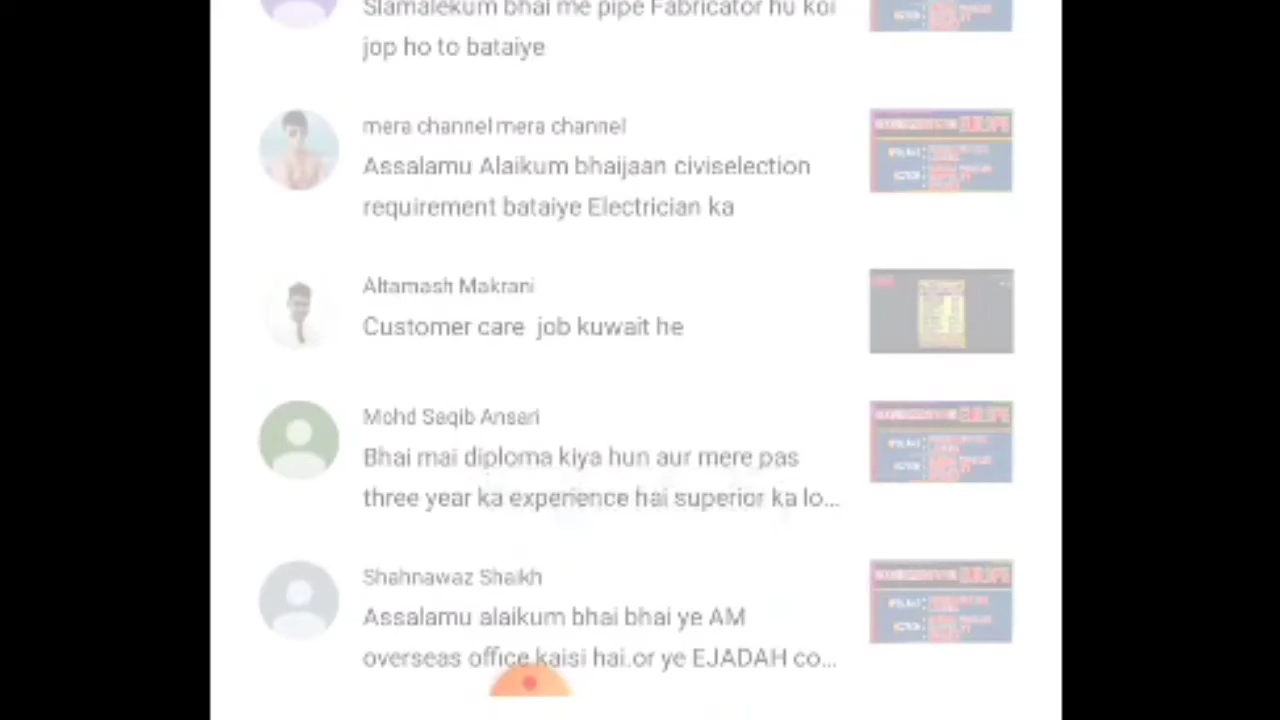 Slamalekum bhai me pipe Fabricator hu koi
jop ho to bataiye
mera channel mera channel
Assalamu Alaikum bhaijaan civiselection
requirement bataiye Electrician ka
Altamash Makrani
Customer care job kuwait he
Mohd Saqib Ansari
Bhai mai diploma kiya hun aur mere pas
three year ka experience hai superior ka lo...
Shahnawaz Shaikh
Assalamu alaikum bhai bhai ye AM
overseas office kaisi hai.or ye EJADAH co...